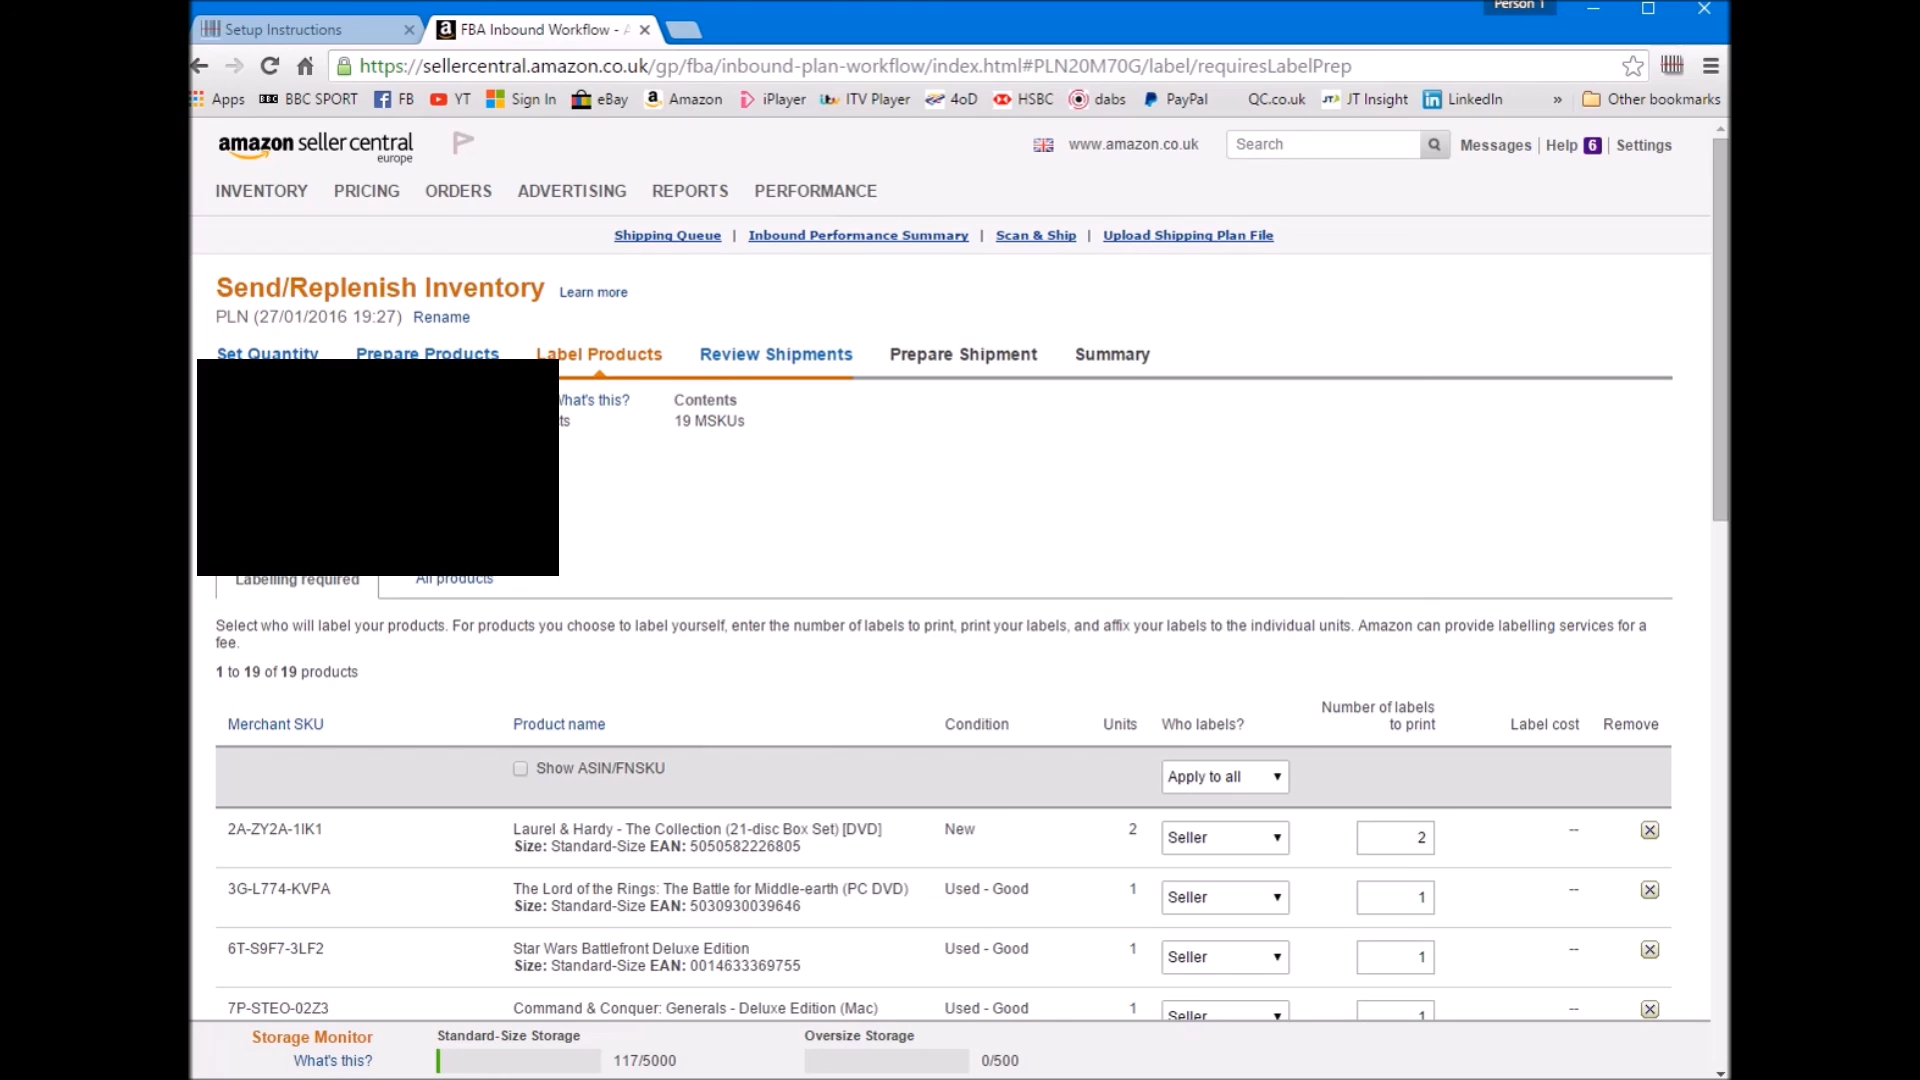 Person 1
Setup Instructions
FBA Inbound Workflow - A
https://sellercentral.amazon.co.uk/gp/fba/inbound-plan-workflow/index.html#PLN20M70G/label/requiresLabelPrep
Apps BBC SPORT FB YT Sign In eBay Amazon iPlayer ITV Player 4oD HSBC dabs PayPal QC.co.uk JT Insight LinkedIn » Other bookmarks
amazon seller central europe
www.amazon.co.uk Search Messages | Help 6 | Settings
INVENTORY PRICING ORDERS ADVERTISING REPORTS PERFORMANCE
Shipping Queue | Inbound Performance Summary | Scan & Ship | Upload Shipping Plan File
Send/Replenish Inventory Learn more
PLN (27/01/2016 19:27) Rename
Set Quantity Prepare Products Label Products Review Shipments Prepare Shipment Summary
What's this? Contents
ts 19 MSKUs
Labelling required All products
Select who will label your products. For products you choose to label yourself, enter the number of labels to print, print your labels, and affix your labels to the individual units. Amazon can provide labelling services for a
fee.
1 to 19 of 19 products
Merchant SKU Product name Condition Units Who labels? Number of labels to print Label cost Remove
Show ASIN/FNSKU Apply to all
2A-ZY2A-1IK1 Laurel & Hardy - The Collection (21-disc Box Set) [DVD] New 2 Seller 2 --
Size: Standard-Size EAN: 5050582226805
3G-L774-KVPA The Lord of the Rings: The Battle for Middle-earth (PC DVD) Used - Good 1 Seller 1 --
Size: Standard-Size EAN: 5030930039646
6T-S9F7-3LF2 Star Wars Battlefront Deluxe Edition Used - Good 1 Seller 1 --
Size: Standard-Size EAN: 0014633369755
7P-STEO-02Z3 Command & Conquer: Generals - Deluxe Edition (Mac) Used - Good 1 Seller 1 --
Storage Monitor Standard-Size Storage Oversize Storage
What's this? 117/5000 0/500